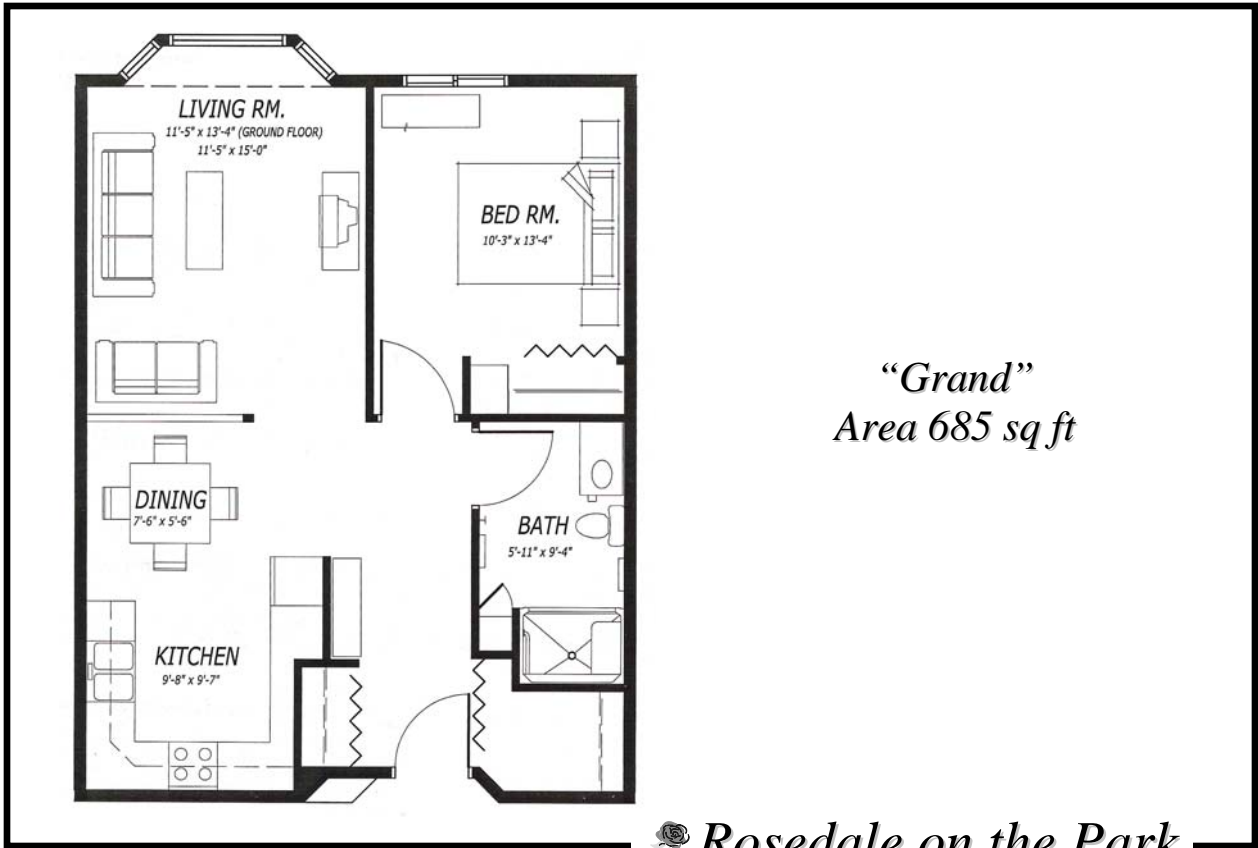 LIVING RM.
11'-5" x 13'-4" (GROUND FLOOR)
11'-5" x 15'-0"
BED RM.
10'-3" x 13'-4"
"Grand"
Area 685 sq ft
DINING
7'-6" x 5'-6"
BATH
5'-11" x 9'-4"
KITCHEN
9'-8" x 9'-7"
Rosedale on the Park